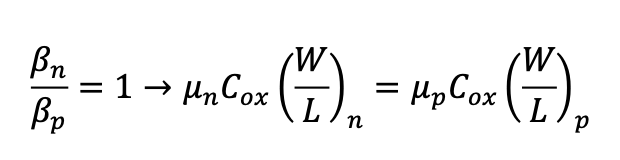 βn/βp = 1 → μnCox (W/L)n = μpCox (W/L)p